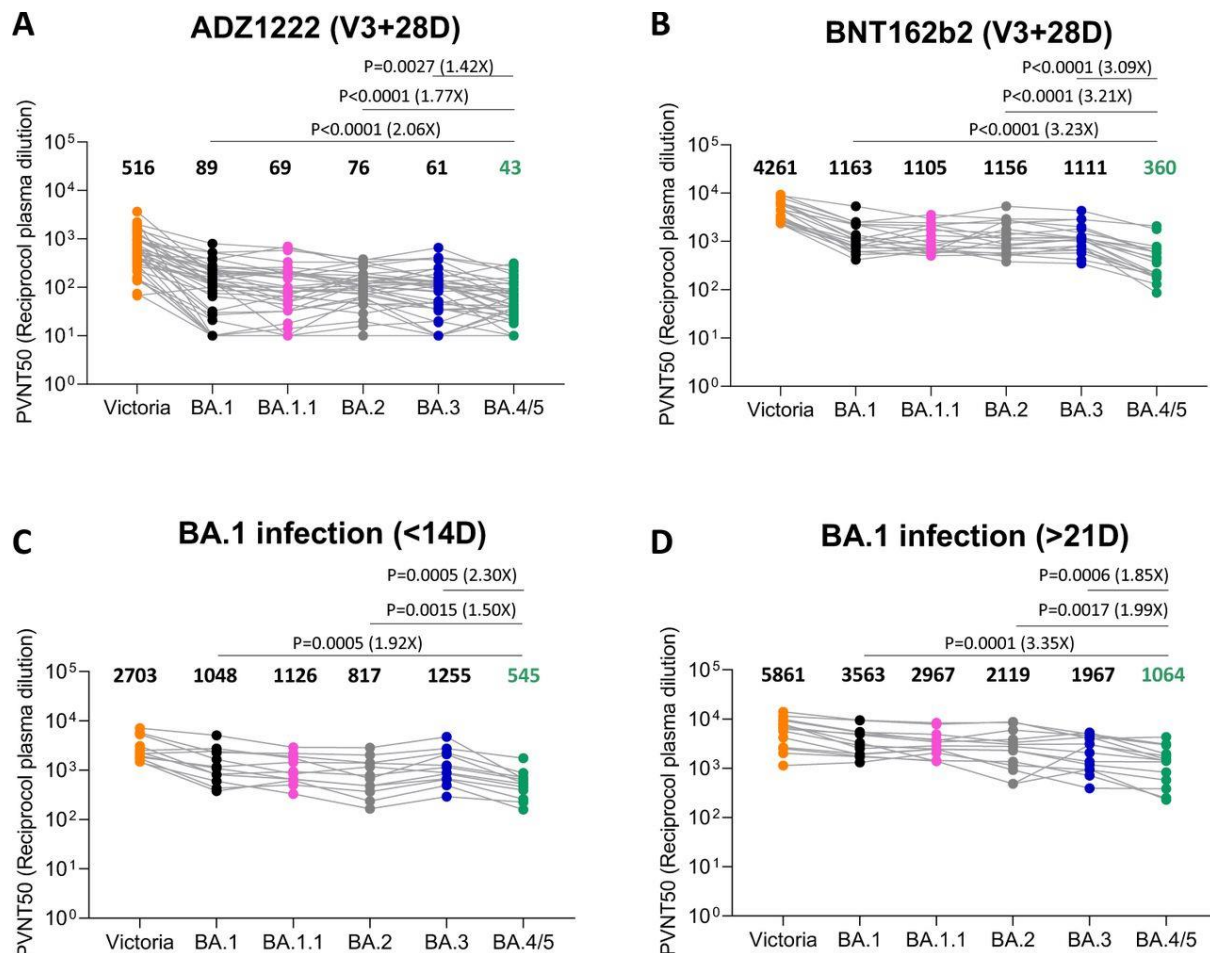 A
ADZ1222 (V3+28D)
P=0.0027 (1.42X)
P<0.0001 (1.77X)
P<0.0001 (2.06X)
516 89 69 76 61 43
PVNT50 (Reciprocol plasma dilution)
10⁵
10⁴
10³
10²
10¹
10⁰
Victoria BA.1 BA.1.1 BA.2 BA.3 BA.4/5
B
BNT162b2 (V3+28D)
P<0.0001 (3.09X)
P<0.0001 (3.21X)
P<0.0001 (3.23X)
4261 1163 1105 1156 1111 360
PVNT50 (Reciprocol plasma dilution)
10⁵
10⁴
10³
10²
10¹
10⁰
Victoria BA.1 BA.1.1 BA.2 BA.3 BA.4/5
C
BA.1 infection (<14D)
P=0.0005 (2.30X)
P=0.0015 (1.50X)
P=0.0005 (1.92X)
2703 1048 1126 817 1255 545
PVNT50 (Reciprocol plasma dilution)
10⁵
10⁴
10³
10²
10¹
10⁰
Victoria BA.1 BA.1.1 BA.2 BA.3 BA.4/5
D
BA.1 infection (>21D)
P=0.0006 (1.85X)
P=0.0017 (1.99X)
P=0.0001 (3.35X)
5861 3563 2967 2119 1967 1064
PVNT50 (Reciprocol plasma dilution)
10⁵
10⁴
10³
10²
10¹
10⁰
Victoria BA.1 BA.1.1 BA.2 BA.3 BA.4/5